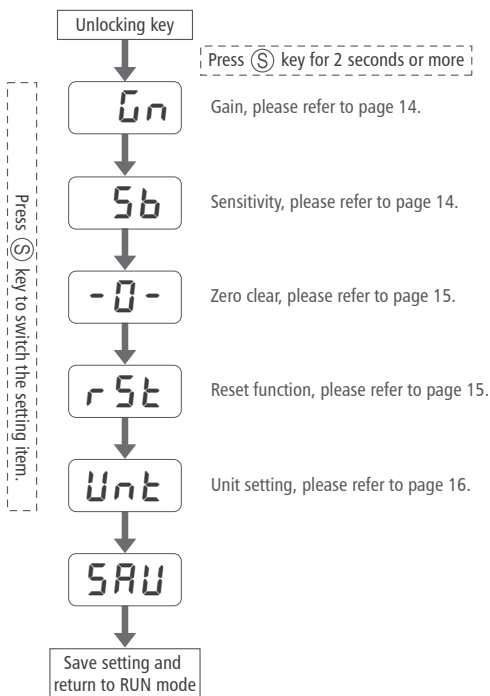 Unlocking key
Press Ⓢ key for 2 seconds or more
Gn
Gain, please refer to page 14.
Sb
Sensitivity, please refer to page 14.
-0-
Zero clear, please refer to page 15.
rSt
Reset function, please refer to page 15.
Unt
Unit setting, please refer to page 16.
SAU
Save setting and
return to RUN mode
Press Ⓢ key to switch the setting item.